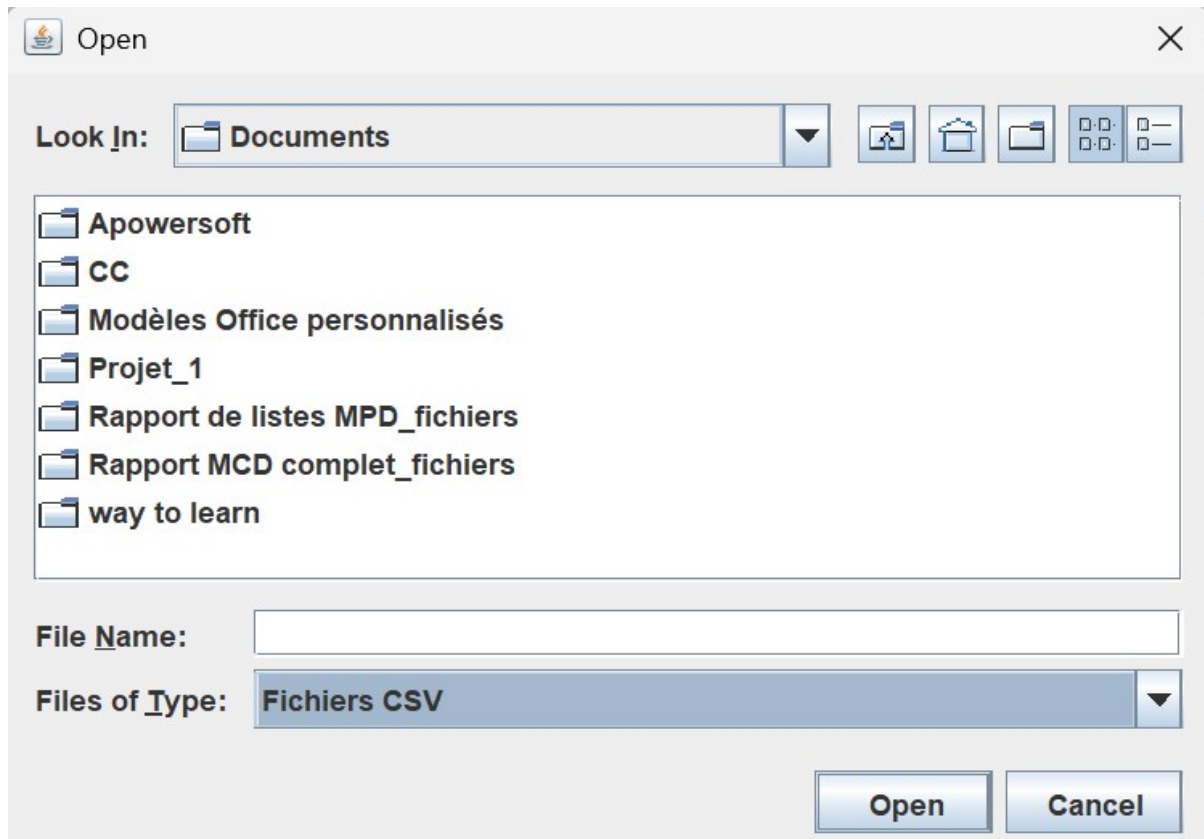 Open
Look In: Documents
Apowersoft
CC
Modèles Office personnalisés
Projet_1
Rapport de listes MPD_fichiers
Rapport MCD complet_fichiers
way to learn
File Name:
Files of Type: Fichiers CSV
Open Cancel